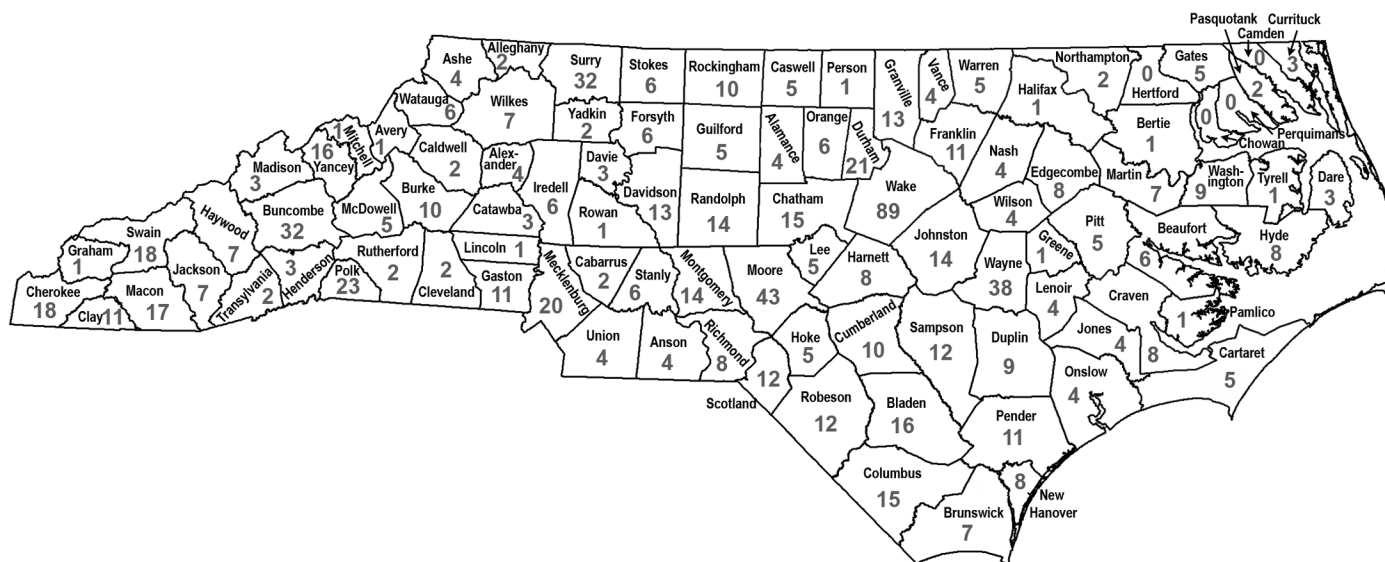 Pasquotank
Currituck
Camden
Alleghany
2
Ashe
4
Surry
32
Stokes
6
Rockingham
10
Caswell
5
Person
1
Granville
13
Vance
4
Warren
5
Northampton
2
Halifax
1
0
Hertford
Gates
5
0
3
2
0
0
Perquimans
Chowan
Watauga
6
Wilkes
7
Yadkin
2
Forsyth
6
Guilford
5
Alamance
4
Orange
6
Durham
21
Franklin
11
Nash
4
Edgecombe
8
Bertie
1
Martin
7
Wash-
ington
9
Tyrell
1
Dare
3
1
Mitchell
Avery
1
16
Yancey
Madison
3
Caldwell
2
Alex-
ander
4
Iredell
6
Davie
3
Davidson
13
Randolph
14
Chatham
15
Wake
89
Wilson
4
Pitt
5
Beaufort
6
Hyde
8
Burke
10
McDowell
5
Buncombe
32
Haywood
7
Catawba
3
Rowan
1
Lee
5
Johnston
14
Greene
1
Swain
18
Graham
1
Jackson
7
Transylvania
2
3
Henderson
Polk
23
Rutherford
2
2
Cleveland
Lincoln
1
Gaston
11
Mecklenburg
20
Cabarrus
2
Stanly
6
Montgomery
14
Moore
43
Harnett
8
Wayne
38
Lenoir
4
Craven
8
1
Pamlico
Cherokee
18
Clay
11
Macon
17
Union
4
Anson
4
Richmond
8
12
Scotland
Hoke
5
Cumberland
10
Sampson
12
Duplin
9
Jones
4
Onslow
4
Cartaret
5
Robeson
12
Bladen
16
Pender
11
Columbus
15
8
New
Hanover
Brunswick
7